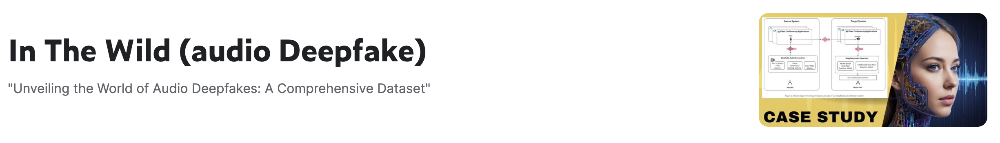 In The Wild (audio Deepfake)
"Unveiling the World of Audio Deepfakes: A Comprehensive Dataset"
Source System
Video Conferencing Applications
Mic
Deepfake Audio Generation
Text to Speech
(TTS)
Systems
Voice
Conversion/
Cloning Systems
Voice Reply
Attacks
Attacker
Target System
Video Conferencing Applications
Speaker
Deepfake Audio Detection
ResNet based
Deep Fake
Detection Model
LCNN based Deep Fake
Detection Model
User Notification Interface
Target User
Figure 2. A block diagram showing the typical use case of our deepfake audio detection system.
CASE STUDY